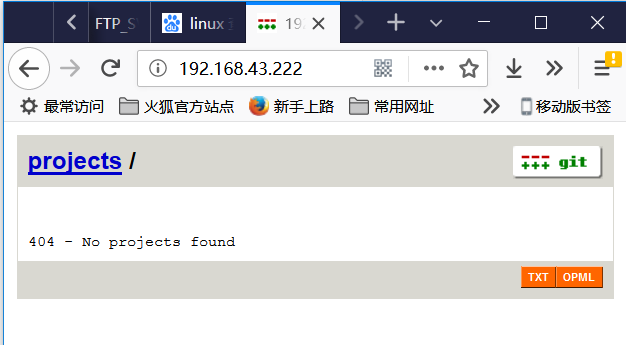 FTP_S
linux
192
192.168.43.222
最常访问 火狐官方站点 新手上路 常用网址 移动版书签
projects /
git
404 - No projects found
TXT OPML